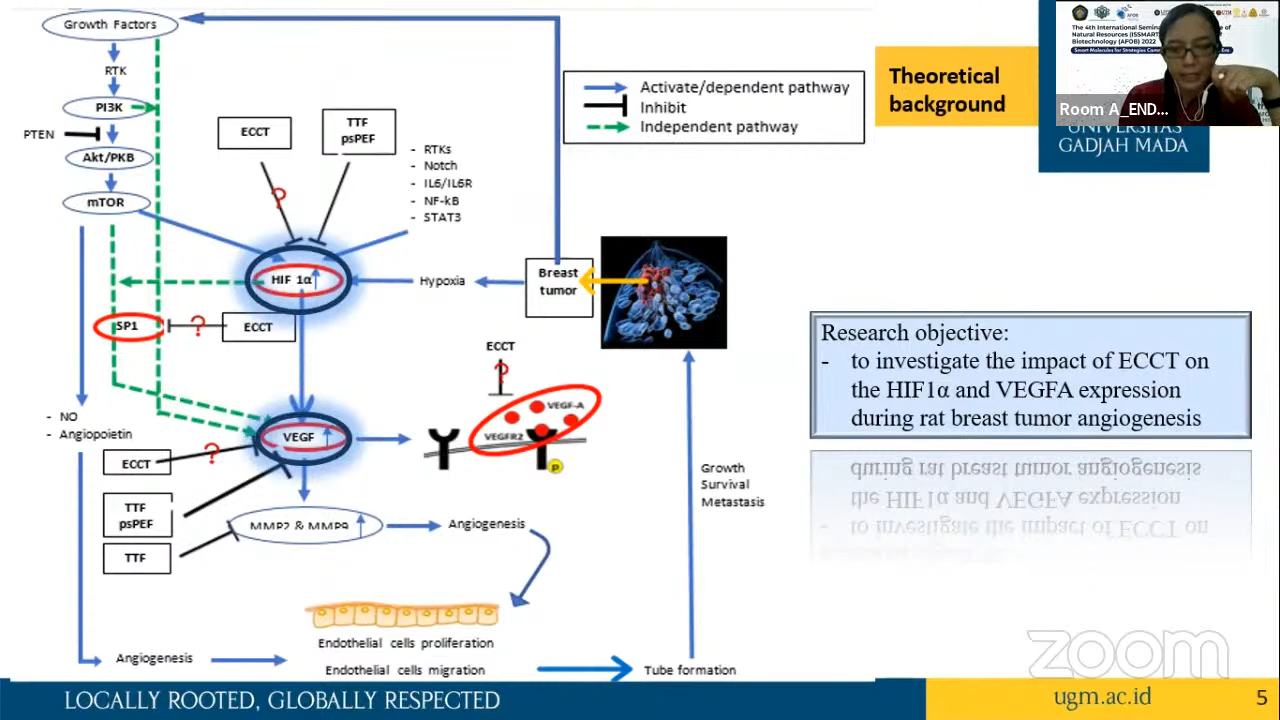 Growth Factors
RTK
PI3K
PTEN
Akt/PKB
mTOR
ECCT
TTF
psPEF
- RTKs
- Notch
- IL6/IL6R
- NF-kB
- STAT3
Activate/dependent pathway
Inhibit
Independent pathway
?
HIF 1α
Hypoxia
Breast
tumor
SP1
?
ECCT
ECCT
?
VEGF-A
VEGFR2
P
- NO
- Angiopoietin
VEGF
ECCT
?
TTF
psPEF
TTF
MMP2 & MMP9
Angiogenesis
Growth
Survival
Metastasis
Endothelial cells proliferation
Endothelial cells migration
Angiogenesis
Tube formation
Theoretical
background
The 4th International Semina
Natural Resources (ISSMART
Biotechnology (AFOB) 2022
Room A_END...
UNIVERSITAS
GADJAH MADA
Research objective:
- to investigate the impact of ECCT on
the HIF1α and VEGFA expression
during rat breast tumor angiogenesis
zoom
LOCALLY ROOTED, GLOBALLY RESPECTED
ugm.ac.id
5